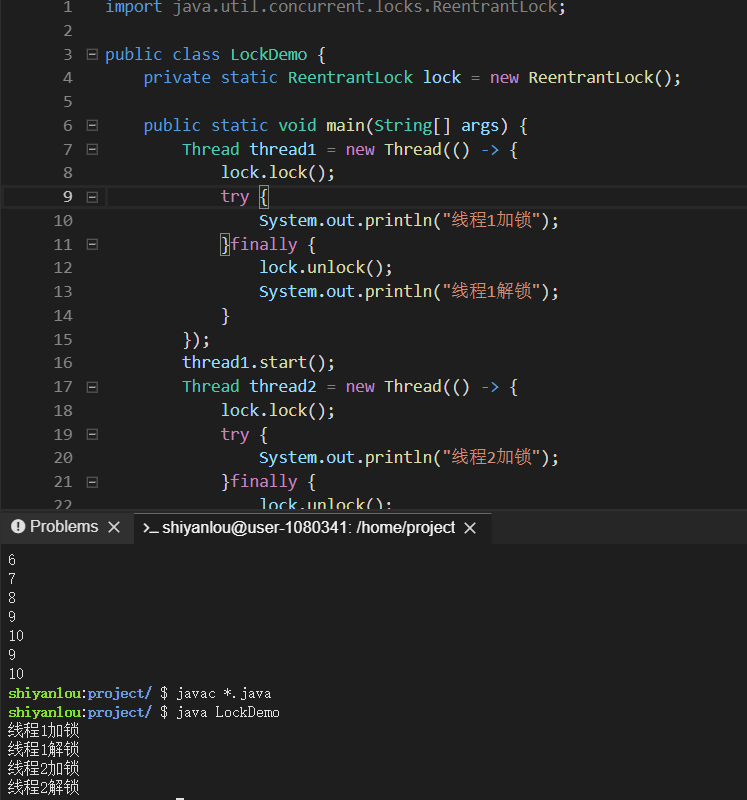 1 import java.util.concurrent.locks.ReentrantLock;
2
3 public class LockDemo {
4 private static ReentrantLock lock = new ReentrantLock();
5
6 public static void main(String[] args) {
7 Thread thread1 = new Thread(() -> {
8 lock.lock();
9 try {
10 System.out.println("线程1加锁");
11 }finally {
12 lock.unlock();
13 System.out.println("线程1解锁");
14 }
15 });
16 thread1.start();
17 Thread thread2 = new Thread(() -> {
18 lock.lock();
19 try {
20 System.out.println("线程2加锁");
21 }finally {
22 lock.unlock();
Problems × >_ shiyanlou@user-1080341: /home/project ×
6
7
8
9
10
9
10
shiyanlou:project/ $ javac *.java
shiyanlou:project/ $ java LockDemo
线程1加锁
线程1解锁
线程2加锁
线程2解锁